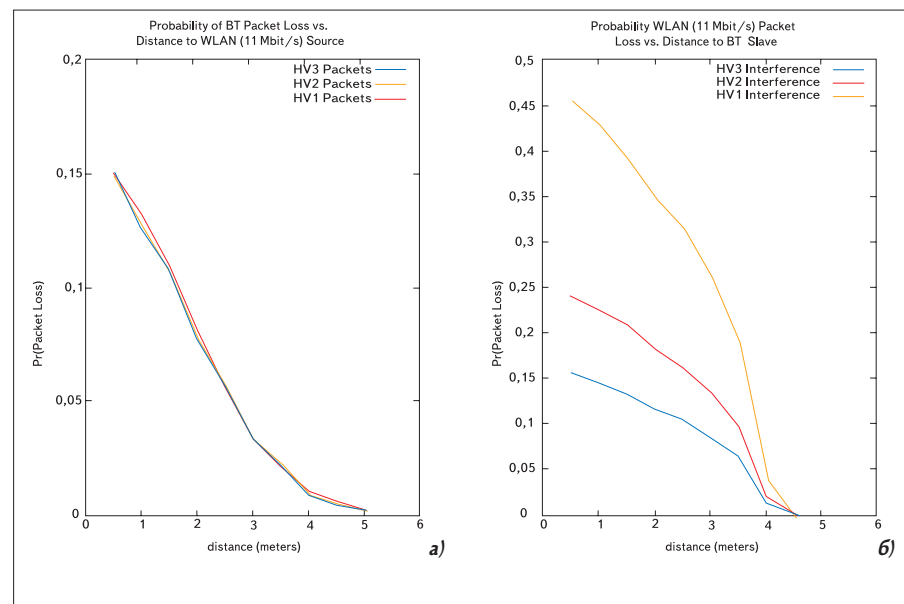 Probability of BT Packet Loss vs.
Distance to WLAN (11 Mbit/s) Source
0,2
HV3 Packets
HV2 Packets
HV1 Packets
0,15
0,1
0,05
0
Pr(Packet Loss)
0 1 2 3 4 5 6
distance (meters)
а)
Probability WLAN (11 Mbit/s) Packet
Loss vs. Distance to BT Slave
0,5
HV3 Interference
HV2 Interference
HV1 Interference
0,45
0,4
0,35
0,3
0,25
0,2
0,15
0,1
0,05
0
Pr(Packet Loss)
0 1 2 3 4 5 6
distance (meters)
б)